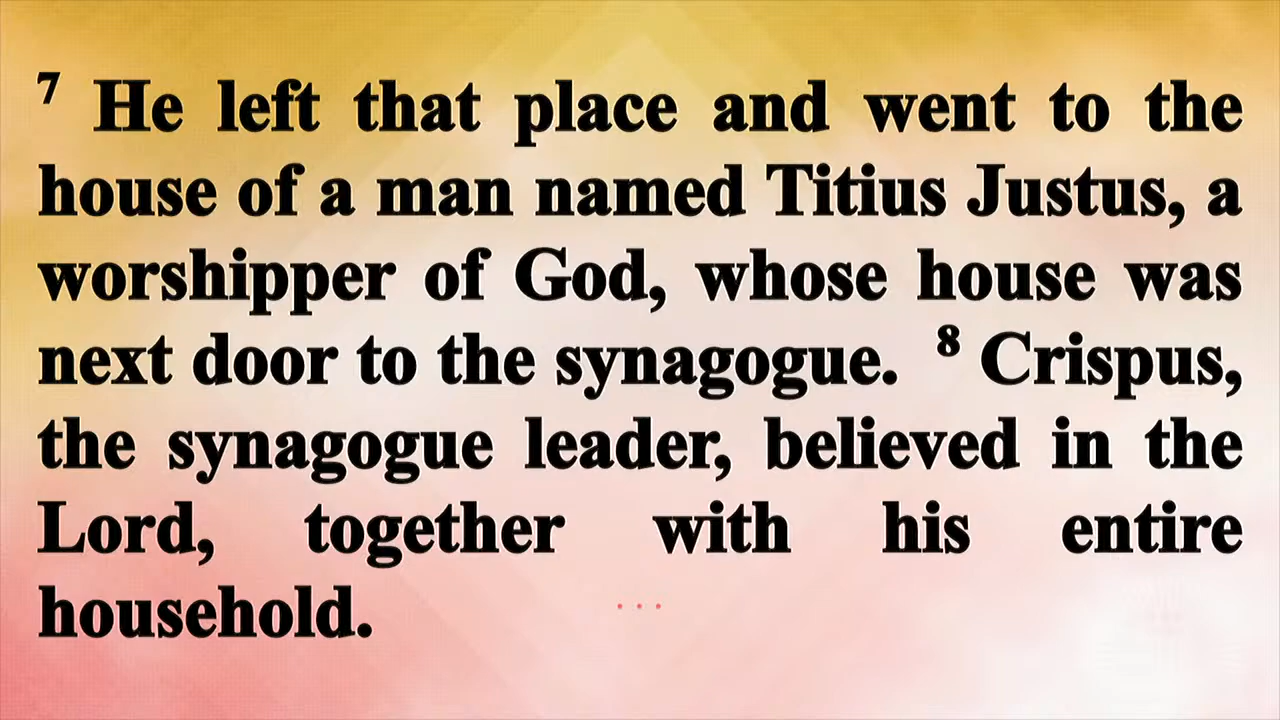 ⁷ He left that place and went to the
house of a man named Titius Justus, a
worshipper of God, whose house was
next door to the synagogue. ⁸ Crispus,
the synagogue leader, believed in the
Lord, together with his entire
household. . . .